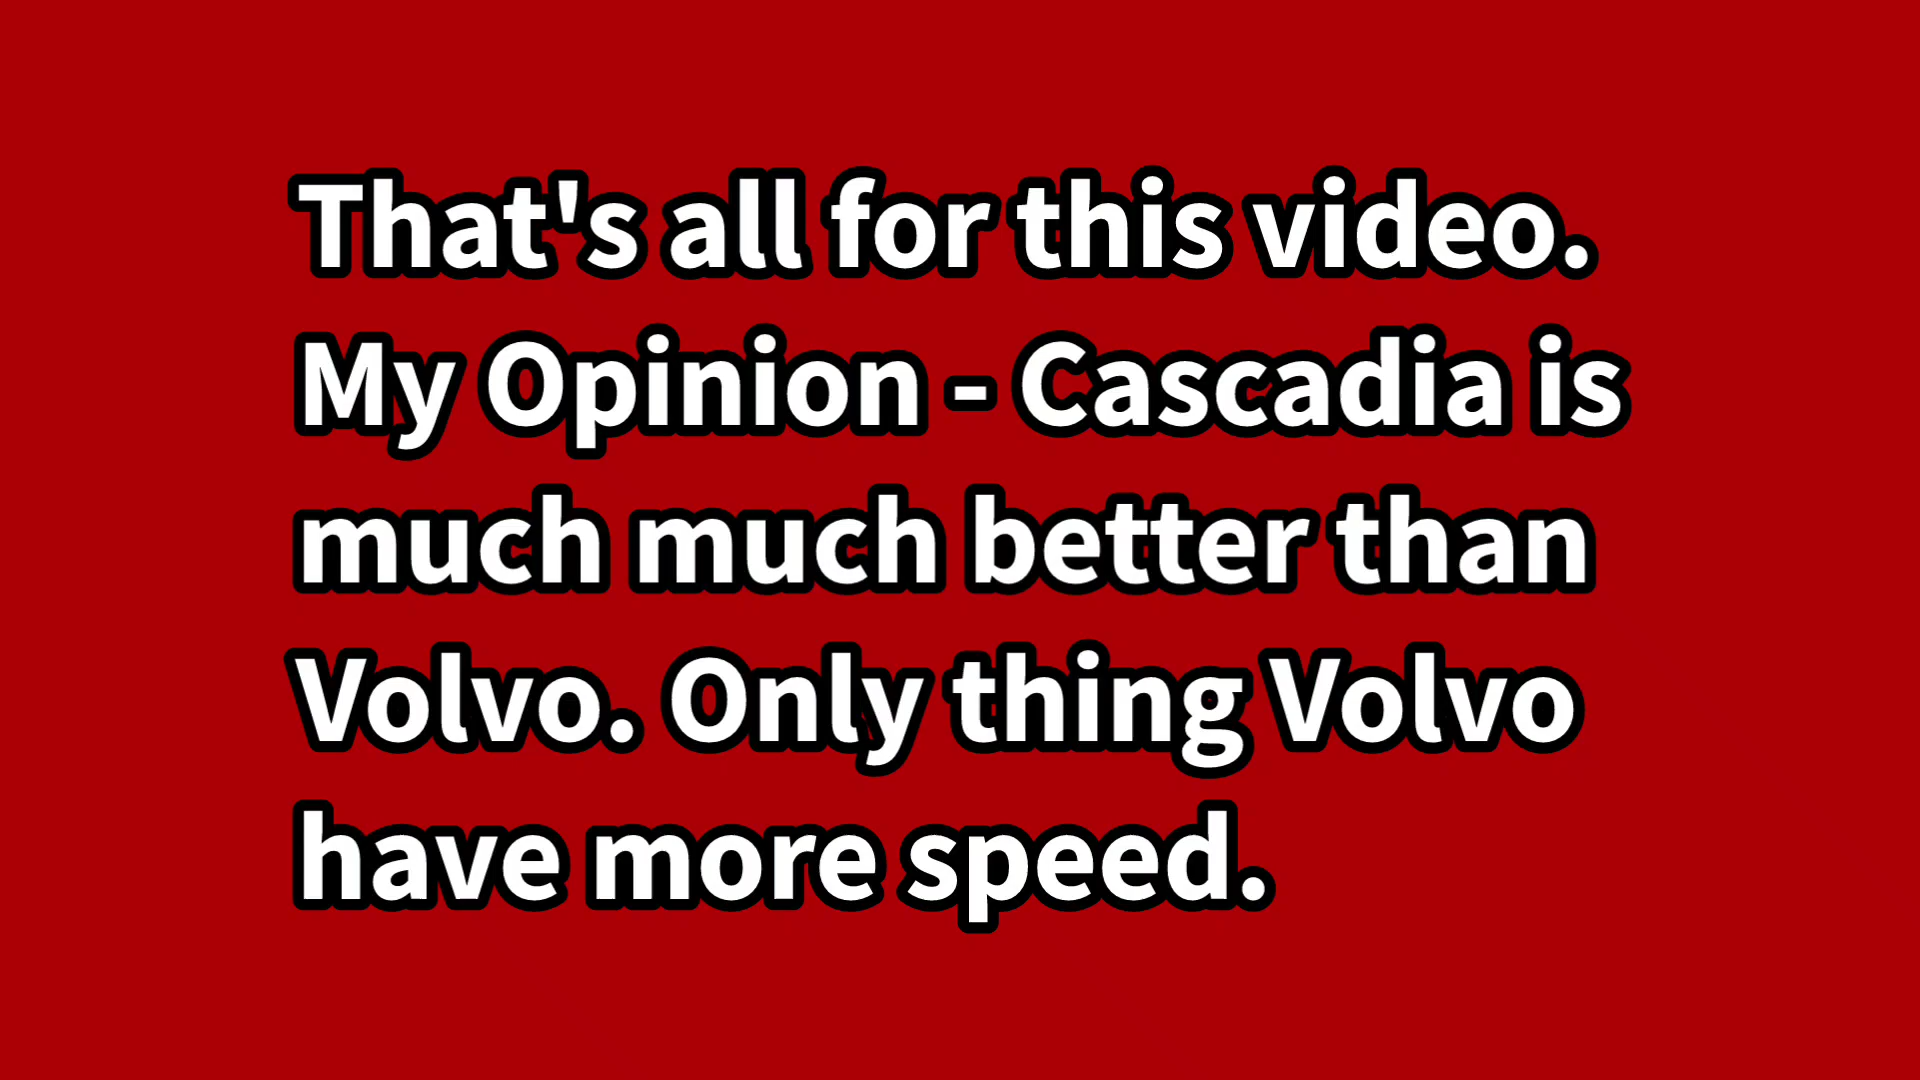 That's all for this video.
My Opinion - Cascadia is
much much better than
Volvo. Only thing Volvo
have more speed.